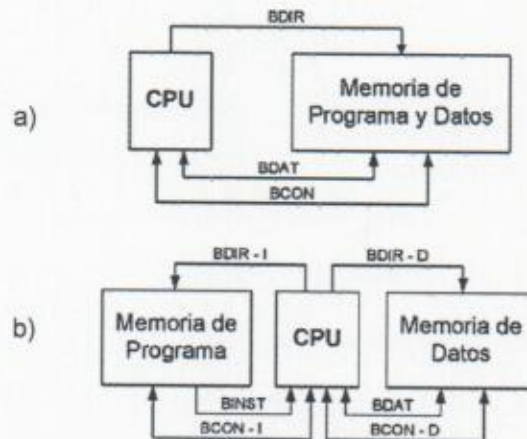 a)
BDIR
CPU
Memoria de
Programa y Datos
BDAT
BCON
b)
BDIR - I
BDIR - D
Memoria de
Programa
CPU
Memoria de
Datos
BINST
BDAT
BCON - I
BCON - D